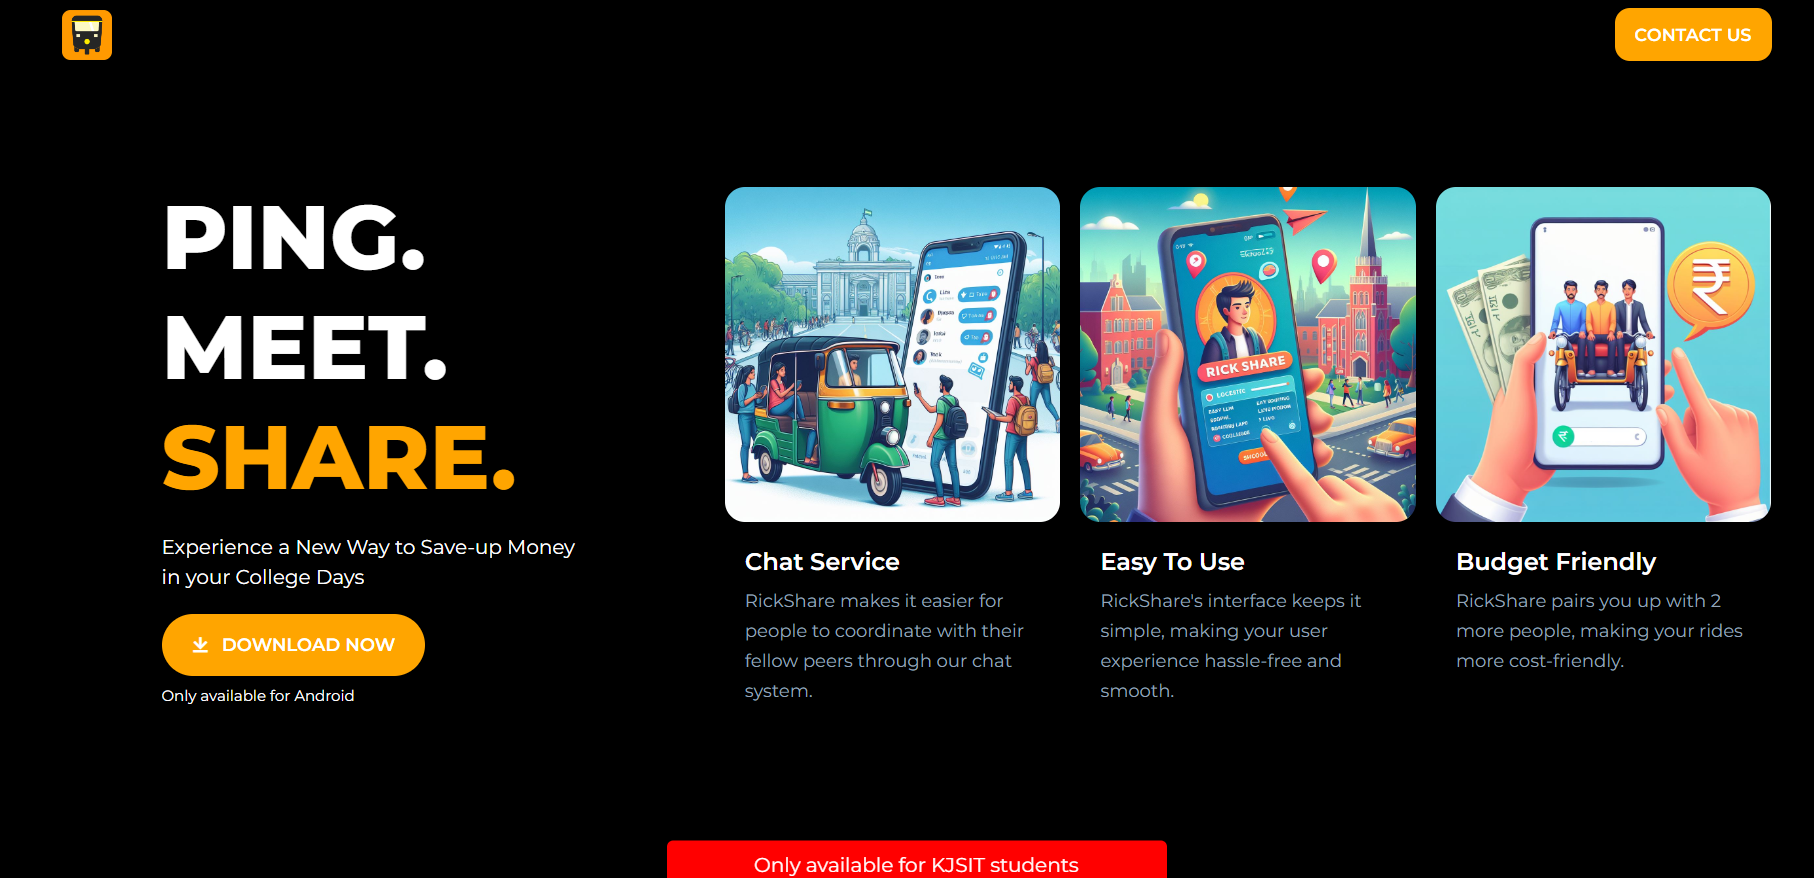 CONTACT US
PING.
MEET.
SHARE.
Experience a New Way to Save-up Money
in your College Days
DOWNLOAD NOW
Only available for Android
RICK SHARE
Chat Service
RickShare makes it easier for
people to coordinate with their
fellow peers through our chat
system.
Easy To Use
RickShare's interface keeps it
simple, making your user
experience hassle-free and
smooth.
Budget Friendly
RickShare pairs you up with 2
more people, making your rides
more cost-friendly.
Only available for KJSIT students